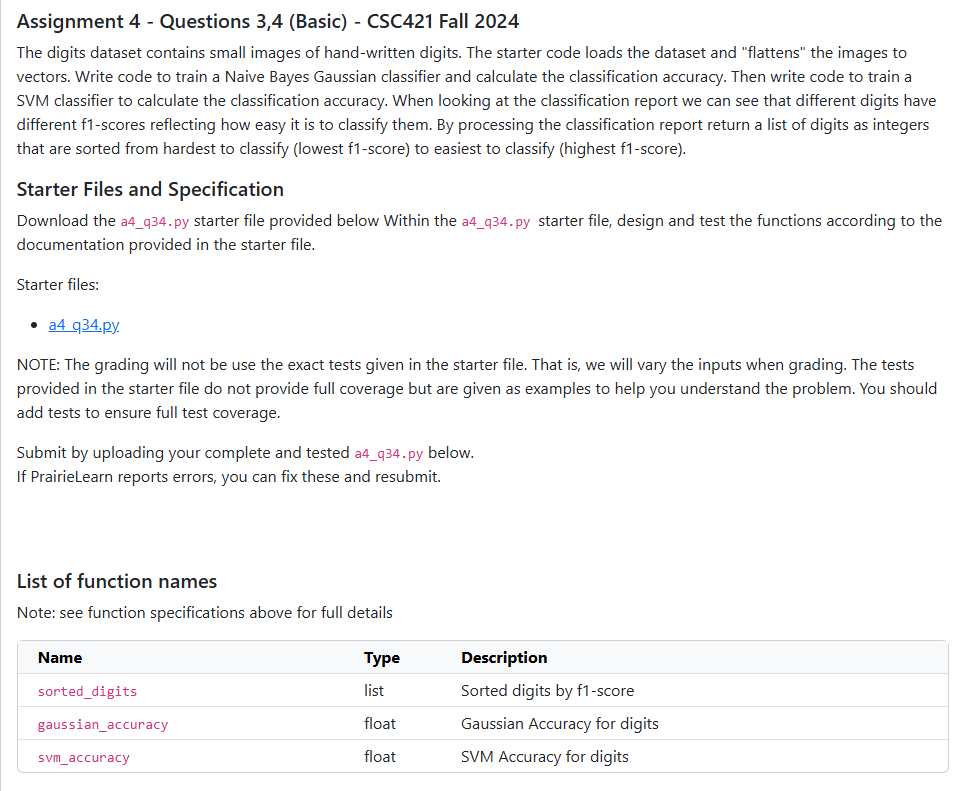 Assignment 4 - Questions 3,4 (Basic) - CSC421 Fall 2024
The digits dataset contains small images of hand-written digits. The starter code loads the dataset and "flattens" the images to
vectors. Write code to train a Naive Bayes Gaussian classifier and calculate the classification accuracy. Then write code to train a
SVM classifier to calculate the classification accuracy. When looking at the classification report we can see that different digits have
different f1-scores reflecting how easy it is to classify them. By processing the classification report return a list of digits as integers
that are sorted from hardest to classify (lowest f1-score) to easiest to classify (highest f1-score).
Starter Files and Specification
Download the a4_q34.py starter file provided below Within the a4_q34.py starter file, design and test the functions according to the
documentation provided in the starter file.
Starter files:
• a4_q34.py
NOTE: The grading will not be use the exact tests given in the starter file. That is, we will vary the inputs when grading. The tests
provided in the starter file do not provide full coverage but are given as examples to help you understand the problem. You should
add tests to ensure full test coverage.
Submit by uploading your complete and tested a4_q34.py below.
If PrairieLearn reports errors, you can fix these and resubmit.
List of function names
Note: see function specifications above for full details
Name Type Description
sorted_digits list Sorted digits by f1-score
gaussian_accuracy float Gaussian Accuracy for digits
svm_accuracy float SVM Accuracy for digits